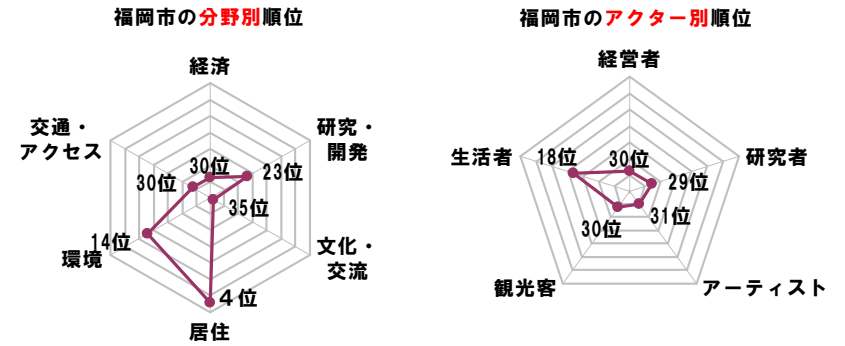 福岡市の分野別順位
経済
研究・
開発
文化・
交流
居住
環境
交通・
アクセス
30位
23位
35位
4位
14位
30位
福岡市のアクター別順位
経営者
研究者
アーティスト
観光客
生活者
30位
29位
31位
30位
18位